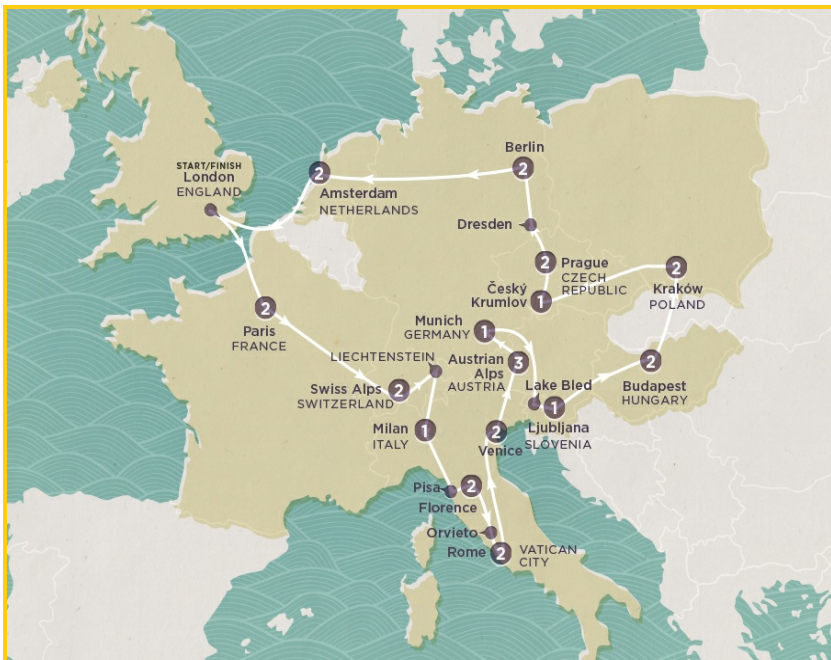 START/FINISH
London
ENGLAND
2
Amsterdam
NETHERLANDS
Berlin
2
Dresden
2
Prague
CZECH
REPUBLIC
Český
Krumlov
1
2
Kraków
POLAND
2
Paris
FRANCE
Munich
GERMANY
1
LIECHTENSTEIN
Austrian
Alps
AUSTRIA
3
Swiss Alps
SWITZERLAND
2
Lake Bled
1
Ljubljana
SLOVENIA
2
Budapest
HUNGARY
Milan
ITALY
1
2
Venice
Pisa
2
Florence
Orvieto
Rome
2
VATICAN
CITY